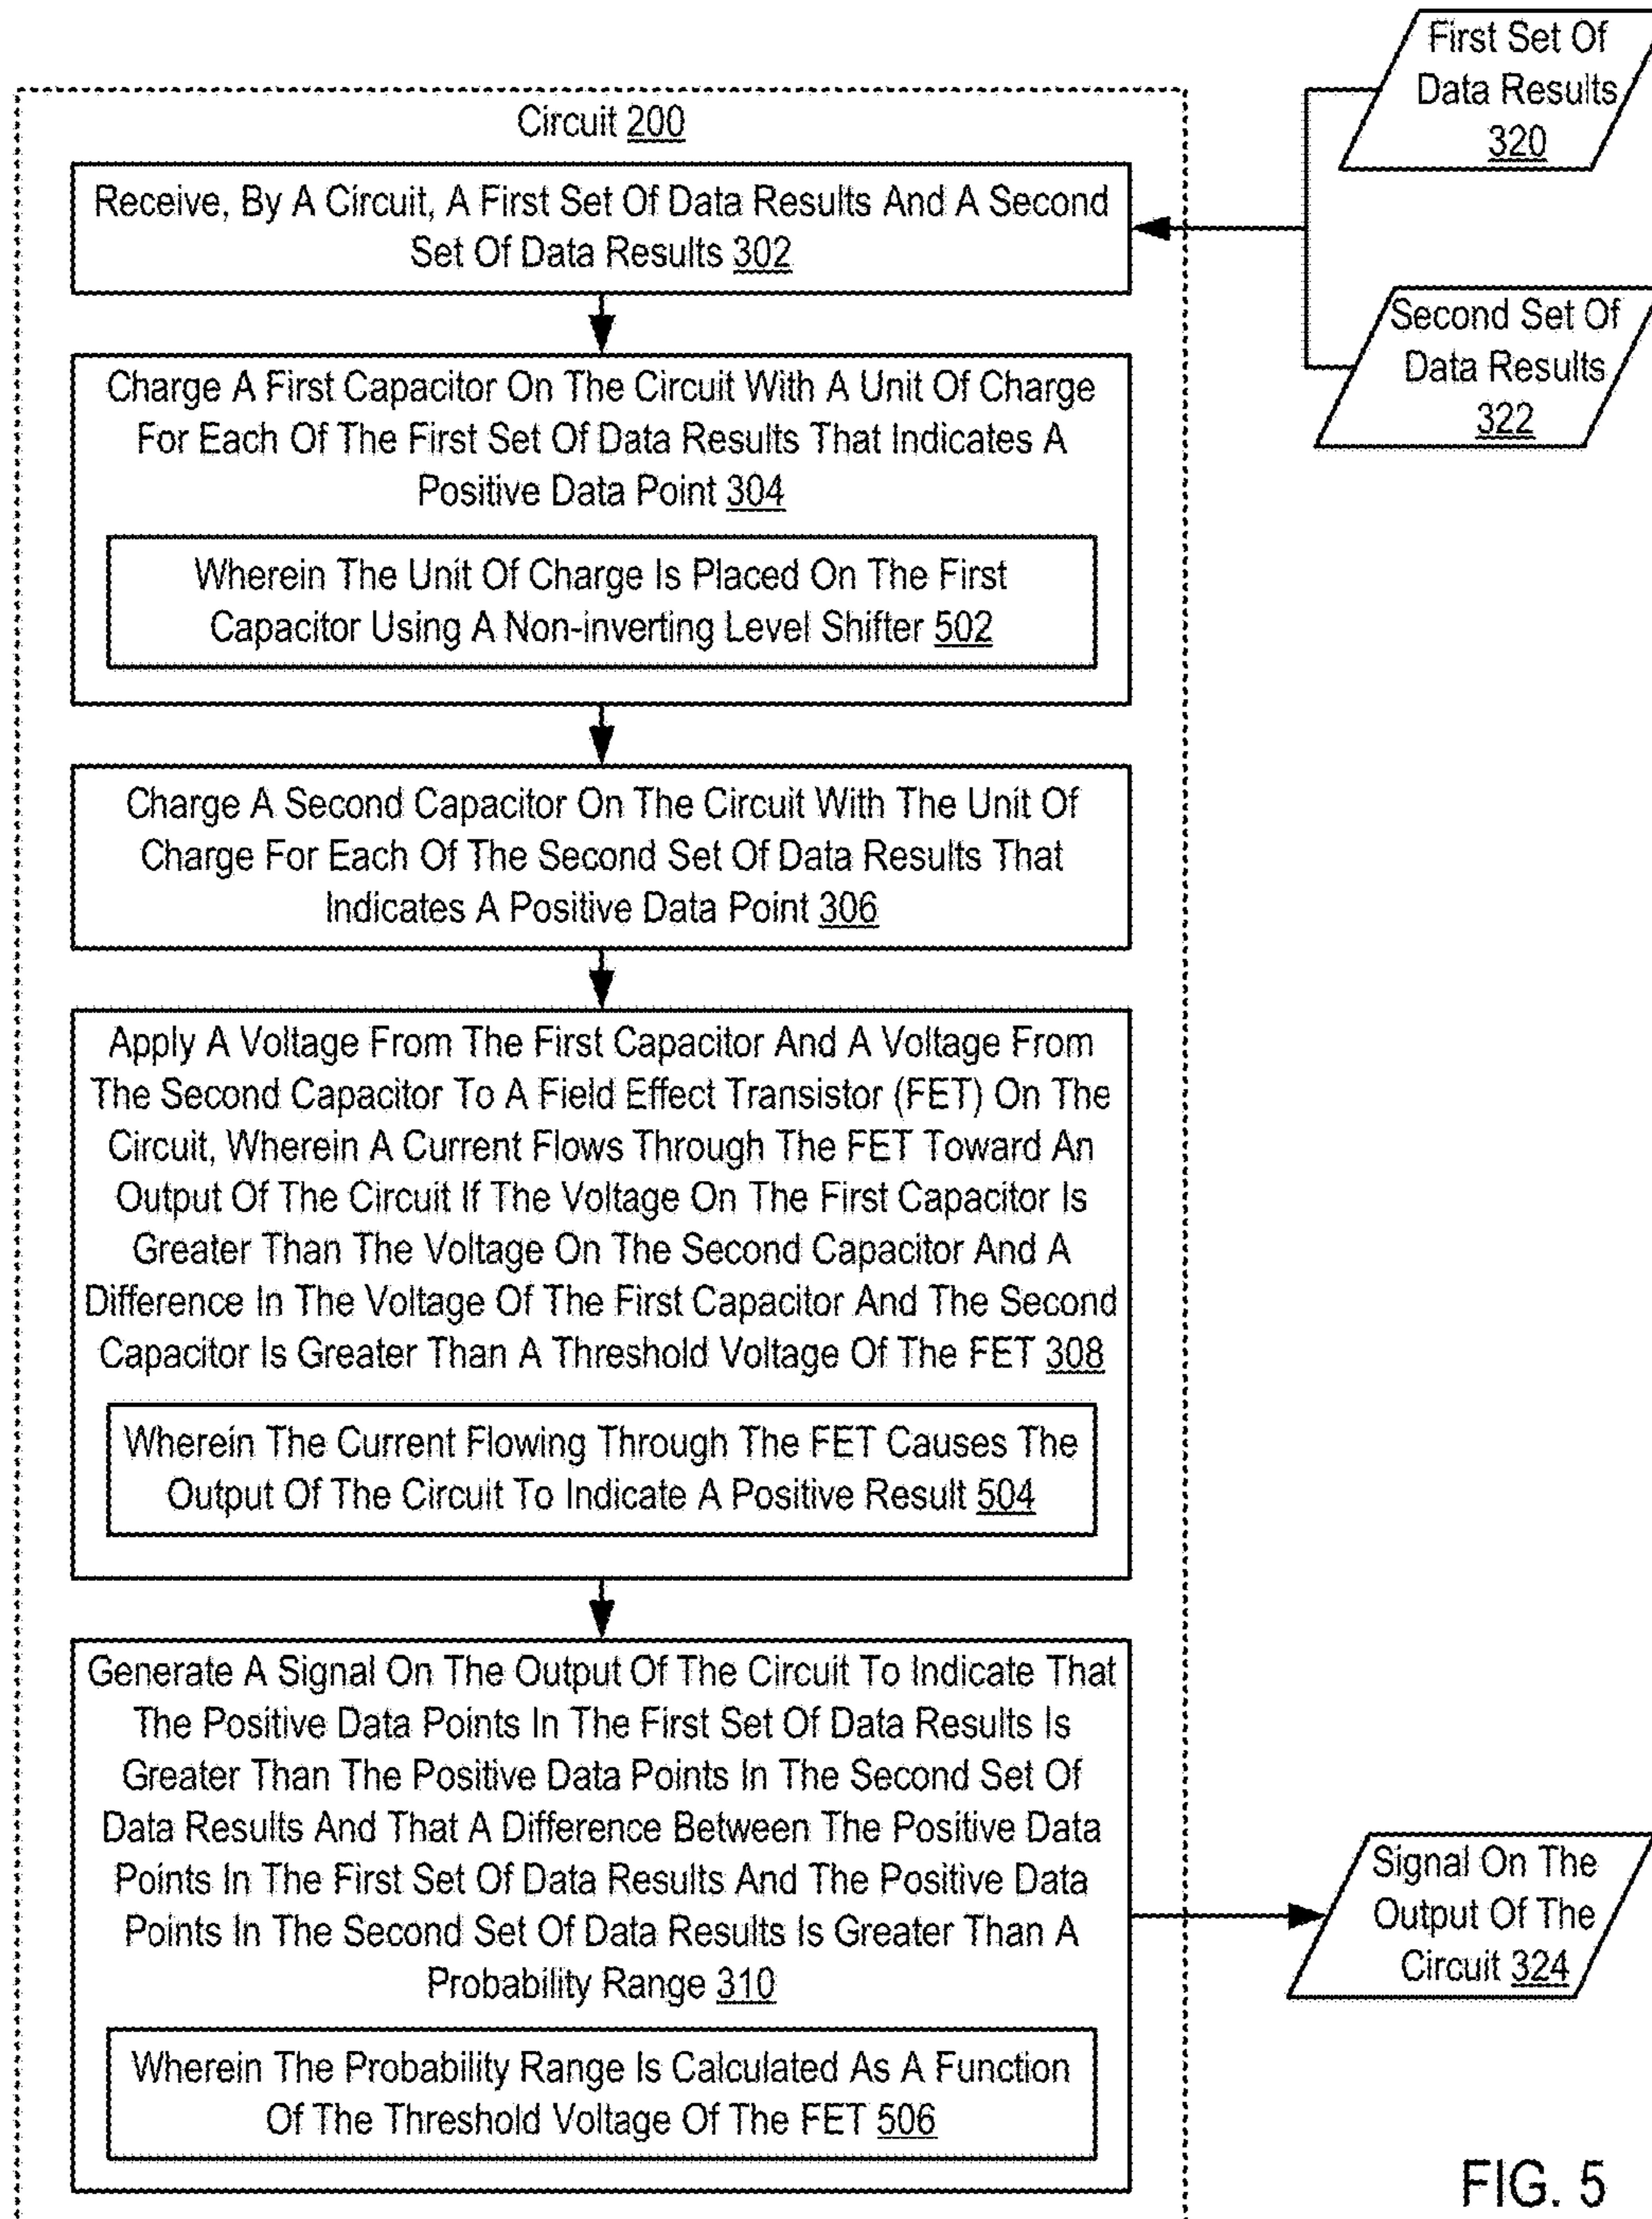 First Set Of
Data Results
320
Circuit 200
Receive, By A Circuit, A First Set Of Data Results And A Second
Set Of Data Results 302
Second Set Of
Data Results
322
Charge A First Capacitor On The Circuit With A Unit Of Charge
For Each Of The First Set Of Data Results That Indicates A
Positive Data Point 304
Wherein The Unit Of Charge Is Placed On The First
Capacitor Using A Non-inverting Level Shifter 502
Charge A Second Capacitor On The Circuit With The Unit Of
Charge For Each Of The Second Set Of Data Results That
Indicates A Positive Data Point 306
Apply A Voltage From The First Capacitor And A Voltage From
The Second Capacitor To A Field Effect Transistor (FET) On The
Circuit, Wherein A Current Flows Through The FET Toward An
Output Of The Circuit If The Voltage On The First Capacitor Is
Greater Than The Voltage On The Second Capacitor And A
Difference In The Voltage Of The First Capacitor And The Second
Capacitor Is Greater Than A Threshold Voltage Of The FET 308
Wherein The Current Flowing Through The FET Causes The
Output Of The Circuit To Indicate A Positive Result 504
Generate A Signal On The Output Of The Circuit To Indicate That
The Positive Data Points In The First Set Of Data Results Is
Greater Than The Positive Data Points In The Second Set Of
Data Results And That A Difference Between The Positive Data
Points In The First Set Of Data Results And The Positive Data
Points In The Second Set Of Data Results Is Greater Than A
Probability Range 310
Wherein The Probability Range Is Calculated As A Function
Of The Threshold Voltage Of The FET 506
Signal On The
Output Of The
Circuit 324
FIG. 5